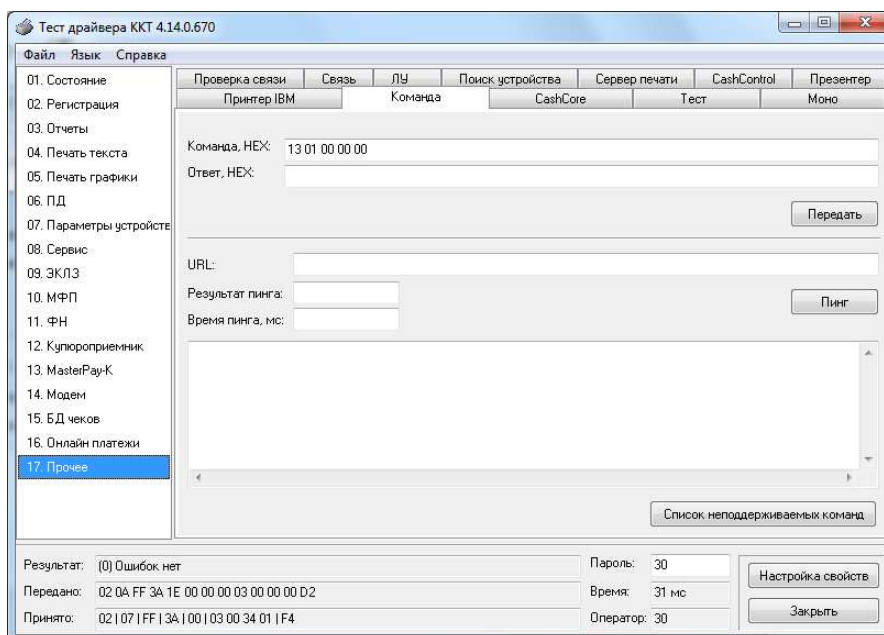 Тест драйвера ККТ 4.14.0.670
Файл Язык Справка
01. Состояние
02. Регистрация
03. Отчеты
04. Печать текста
05. Печать графики
06. ПД
07. Параметры устройств
08. Сервис
09. ЭКЛЗ
10. МФП
11. ФН
12. Купюроприемник
13. MasterPay-K
14. Модем
15. БД чеков
16. Онлайн платежи
17. Прочее
Проверка связи Связь ЛУ Поиск устройства Сервер печати CashControl Презентер
Принтер IBM Команда CashCore Тест Моно
Команда, HEX: 13 01 00 00 00
Ответ, HEX:
Передать
URL:
Результат пинга:
Пинг
Время пинга, мс:
Список неподдерживаемых команд
Результат: (0) Ошибок нет
Пароль: 30
Настройка свойств
Передано: 02 0A FF 3A 1E 00 00 00 03 00 00 00 D2
Время: 31 мс
Закрыть
Принято: 02 | 07 | FF | 3A | 00 | 03 00 34 01 | F4
Оператор: 30